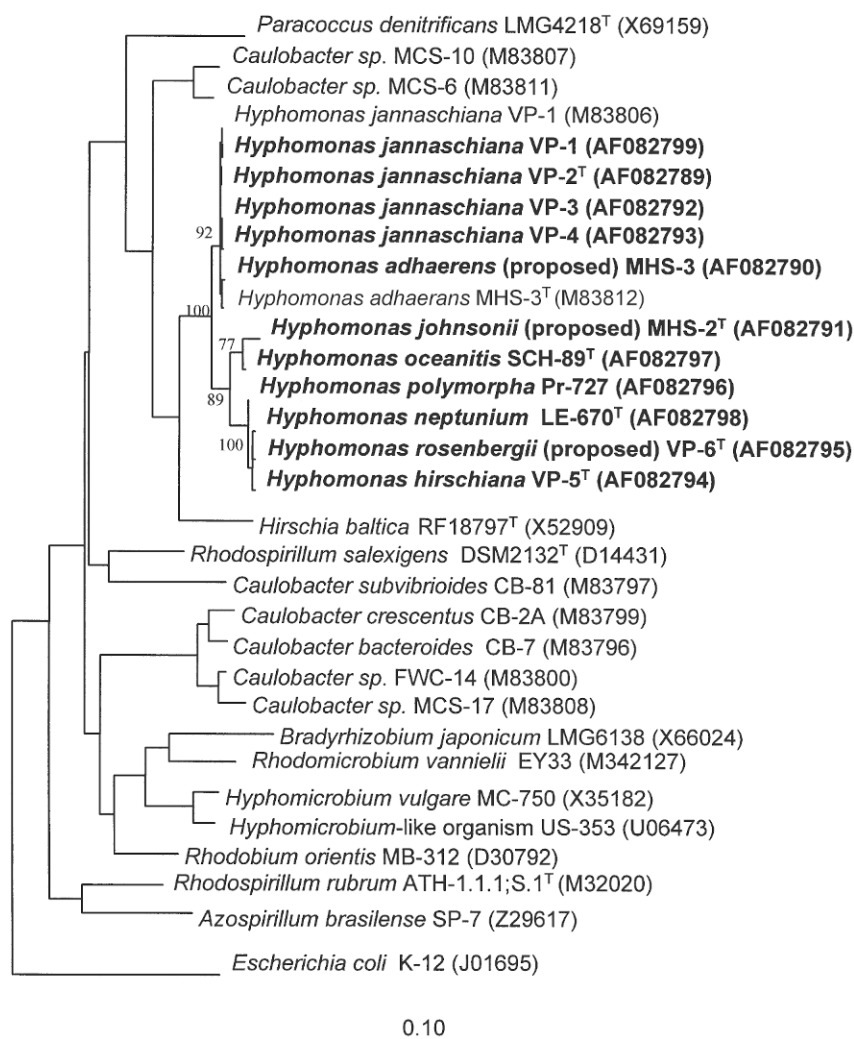 Paracoccus denitrificans LMG4218ᵀ (X69159)
Caulobacter sp. MCS-10 (M83807)
Caulobacter sp. MCS-6 (M83811)
Hyphomonas jannaschiana VP-1 (M83806)
Hyphomonas jannaschiana VP-1 (AF082799)
Hyphomonas jannaschiana VP-2ᵀ (AF082789)
Hyphomonas jannaschiana VP-3 (AF082792)
92
Hyphomonas jannaschiana VP-4 (AF082793)
Hyphomonas adhaerens (proposed) MHS-3 (AF082790)
Hyphomonas adhaerans MHS-3ᵀ (M83812)
100
Hyphomonas johnsonii (proposed) MHS-2ᵀ (AF082791)
77
Hyphomonas oceanitis SCH-89ᵀ (AF082797)
Hyphomonas polymorpha Pr-727 (AF082796)
89
Hyphomonas neptunium LE-670ᵀ (AF082798)
100
Hyphomonas rosenbergii (proposed) VP-6ᵀ (AF082795)
Hyphomonas hirschiana VP-5ᵀ (AF082794)
Hirschia baltica RF18797ᵀ (X52909)
Rhodospirillum salexigens DSM2132ᵀ (D14431)
Caulobacter subvibrioides CB-81 (M83797)
Caulobacter crescentus CB-2A (M83799)
Caulobacter bacteroides CB-7 (M83796)
Caulobacter sp. FWC-14 (M83800)
Caulobacter sp. MCS-17 (M83808)
Bradyrhizobium japonicum LMG6138 (X66024)
Rhodomicrobium vannielii EY33 (M342127)
Hyphomicrobium vulgare MC-750 (X35182)
Hyphomicrobium-like organism US-353 (U06473)
Rhodobium orientis MB-312 (D30792)
Rhodospirillum rubrum ATH-1.1.1;S.1ᵀ (M32020)
Azospirillum brasilense SP-7 (Z29617)
Escherichia coli K-12 (J01695)
0.10